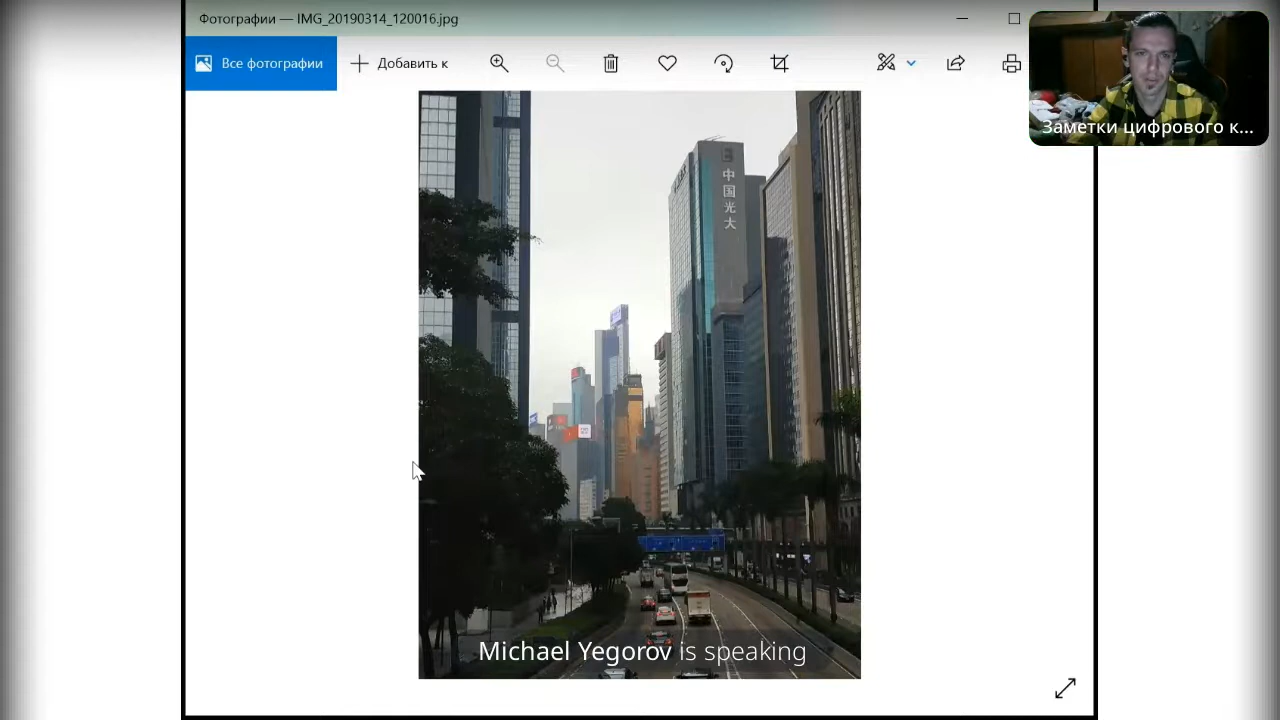 Фотографии — IMG_20190314_120016.jpg
Все фотографии
Добавить к
Заметки цифрового к...
中国光大
Michael Yegorov is speaking